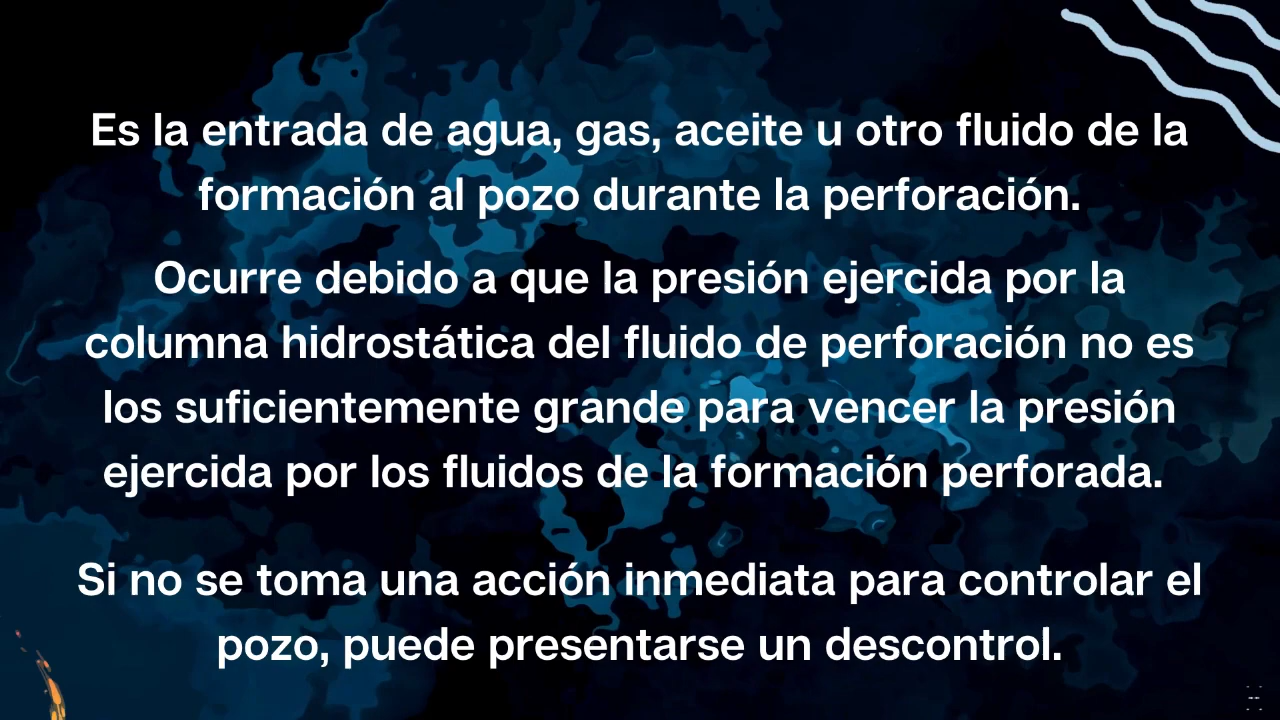 Es la entrada de agua, gas, aceite u otro fluido de la
formación al pozo durante la perforación.
Ocurre debido a que la presión ejercida por la
columna hidrostática del fluido de perforación no es
los suficientemente grande para vencer la presión
ejercida por los fluidos de la formación perforada.
Si no se toma una acción inmediata para controlar el
pozo, puede presentarse un descontrol.